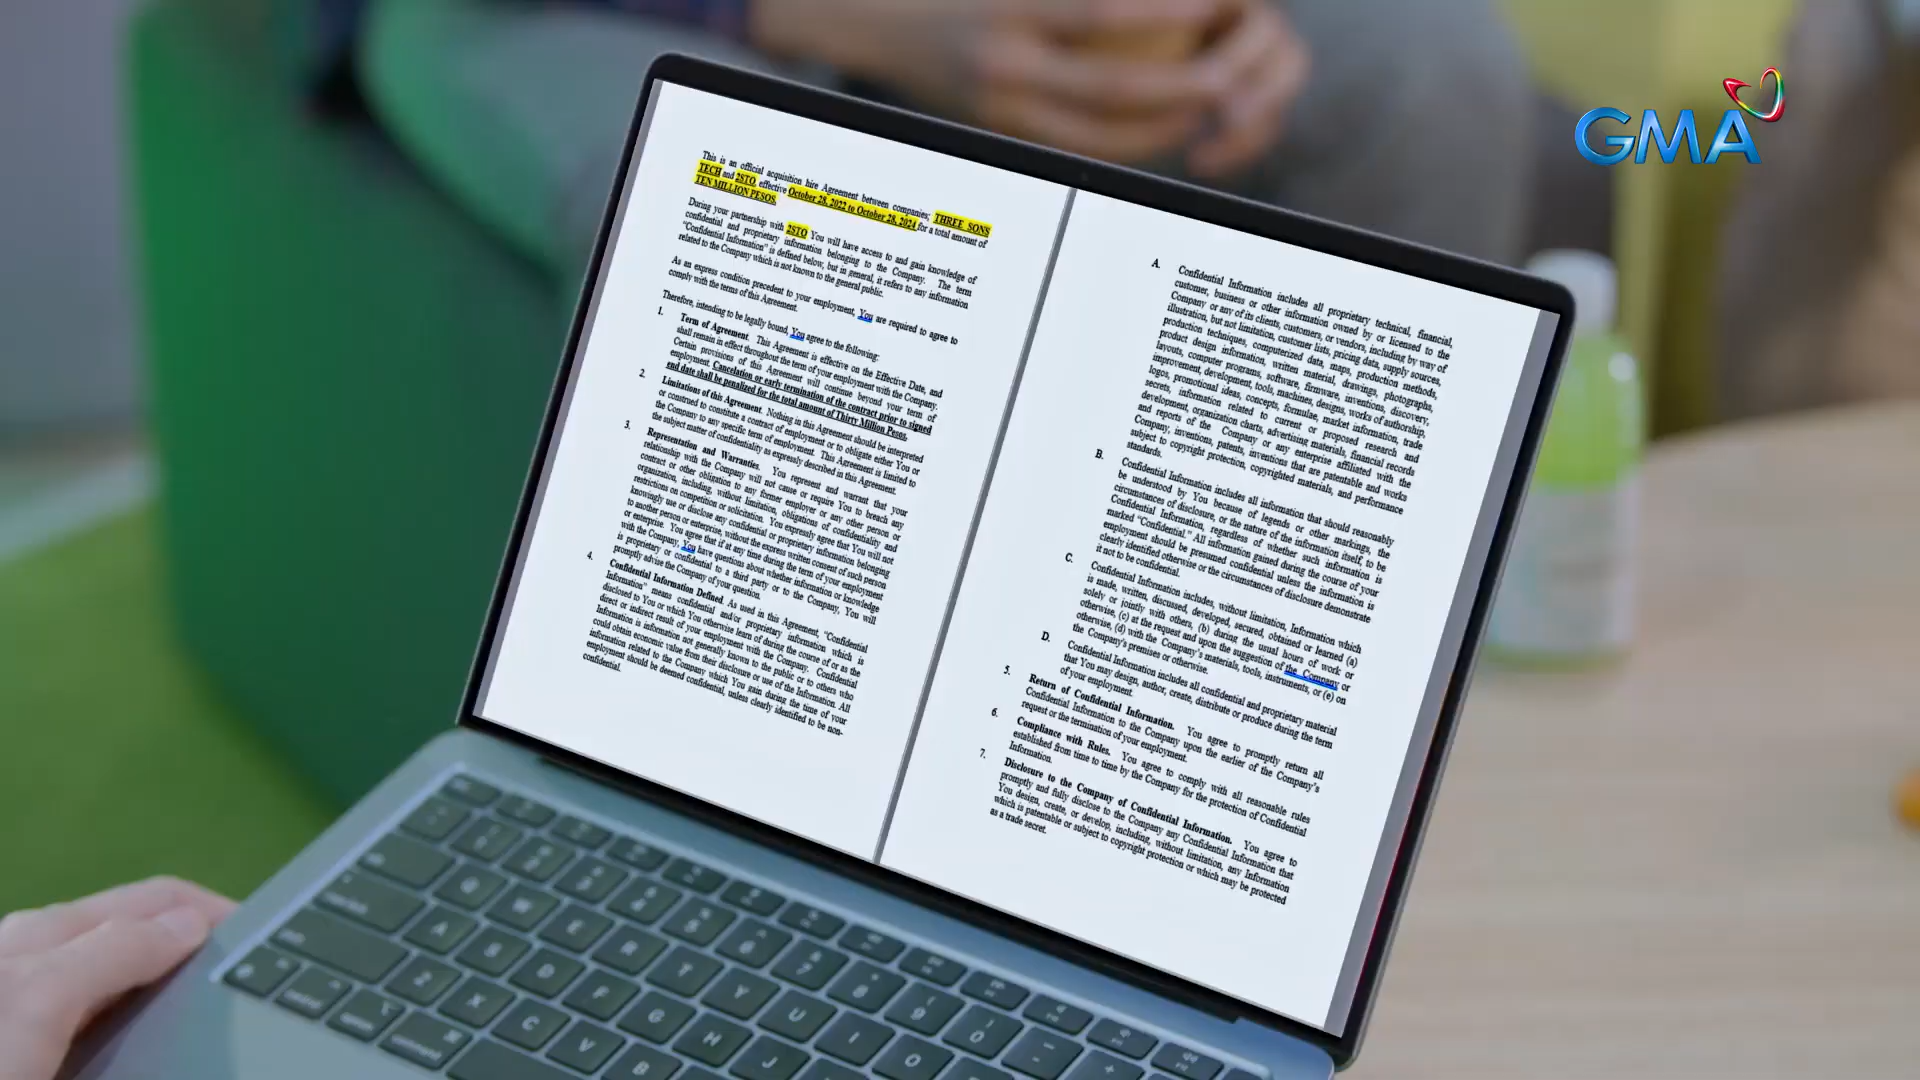 GMA
This is an official acquisition hire Agreement between companies; THREE SONS
TECH and 2STO, effective October 28, 2022 to October 28, 2024 for a total amount of
TEN MILLION PESOS.
During your partnership with 2STO You will have access to and gain knowledge of
confidential and proprietary information belonging to the Company. The term
"Confidential Information" is defined below, but in general, it refers to any information
related to the Company which is not known to the general public.
As an express condition precedent to your employment, You are required to agree to
comply with the terms of this Agreement.
Therefore, intending to be legally bound, You agree to the following:
1. Term of Agreement. This Agreement is effective on the Effective Date, and
shall remain in effect throughout the term of your employment with the Company.
Certain provisions of this Agreement will continue beyond your term of
employment. Cancelation or early termination of the contract prior to signed
end date shall be penalized for the total amount of Thirry Million Pesos.
2. Limitations of this Agreement. Nothing in this Agreement should be interpreted
or construed to constitute a contract of employment or to obligate either You or
the Company to any specific term of employment. This Agreement is limited to
the subject matter of confidentiality as expressly described in this Agreement.
3. Representation and Warranties. You represent and warrant that your
relationship with the Company will not cause or require You to breach any
contract or other obligation to any former employer or any other person or
organization, including, without limitation, obligations of confidentiality and
restrictions on competition or solicitation. You expressly agree that You will not
knowingly use or disclose any confidential or proprietary information belonging
to another person or enterprise, without the express written consent of such person
or enterprise. You agree that if at any time during the term of your employment
with the Company, You have questions about whether information or knowledge
is proprietary or confidential to a third party or to the Company, You will
promptly advise the Company of your question.
4. Confidential Information Defined. As used in this Agreement, "Confidential
Information" means confidential and/or proprietary information which is
disclosed to You or which You otherwise learn of during the course of or as the
direct or indirect result of your employment with the Company. Confidential
Information is information not generally known to the public or to others who
could obtain economic value from their disclosure or use of the Information. All
information related to the Company which You gain during the time of your
employment should be deemed confidential, unless clearly identified to be non-
confidential.
A. Confidential Information includes all proprietary technical, financial,
customer, business or other information owned by or licensed to the
Company or any of its clients, customers, or vendors, including by way of
illustration, but not limitation, customer lists, pricing data, supply sources,
production techniques, computerized data, maps, production methods,
product design information, written material, drawings, photographs,
layouts, computer programs, software, firmware, inventions, discovery,
improvement, development, tools, machines, designs, works of authorship,
logos, promotional ideas, concepts, formulae, market information, trade
secrets, information related to current or proposed research and
development, organization charts, advertising materials, financial records
and reports of the Company or any enterprise affiliated with the
Company, inventions, patents, inventions that are patentable and works
subject to copyright protection, copyrighted materials, and performance
standards.
B. Confidential Information includes all information that should reasonably
be understood by You because of legends or other markings, the
circumstances of disclosure, or the nature of the information itself, to be
Confidential Information, regardless of whether such information is
marked "Confidential." All information gained during the course of your
employment should be presumed confidential unless the information is
clearly identified otherwise or the circumstances of disclosure demonstrate
it not to be confidential.
C. Confidential Information includes, without limitation, Information which
is made, written, discussed, developed, secured, obtained or learned (a)
solely or jointly with others, (b) during the usual hours of work or
otherwise, (c) at the request and upon the suggestion of the Company or
otherwise, (d) with the Company's materials, tools, instruments, or (e) on
the Company's premises or otherwise.
D. Confidential Information includes all confidential and proprietary material
that You may design, author, create, distribute or produce during the term
of your employment.
5. Return of Confidential Information. You agree to promptly return all
Confidential Information to the Company upon the earlier of the Company's
request or the termination of your employment.
6. Compliance with Rules. You agree to comply with all reasonable rules
established from time to time by the Company for the protection of Confidential
Information.
7. Disclosure to the Company of Confidential Information. You agree to
promptly and fully disclose to the Company any Confidential Information that
You design, create, or develop, including, without limitation, any Information
which is patentable or subject to copyright protection or which may be protected
as a trade secret.
Q W E R T Y U I O
A S D F G H J
Z X C V B
control option command